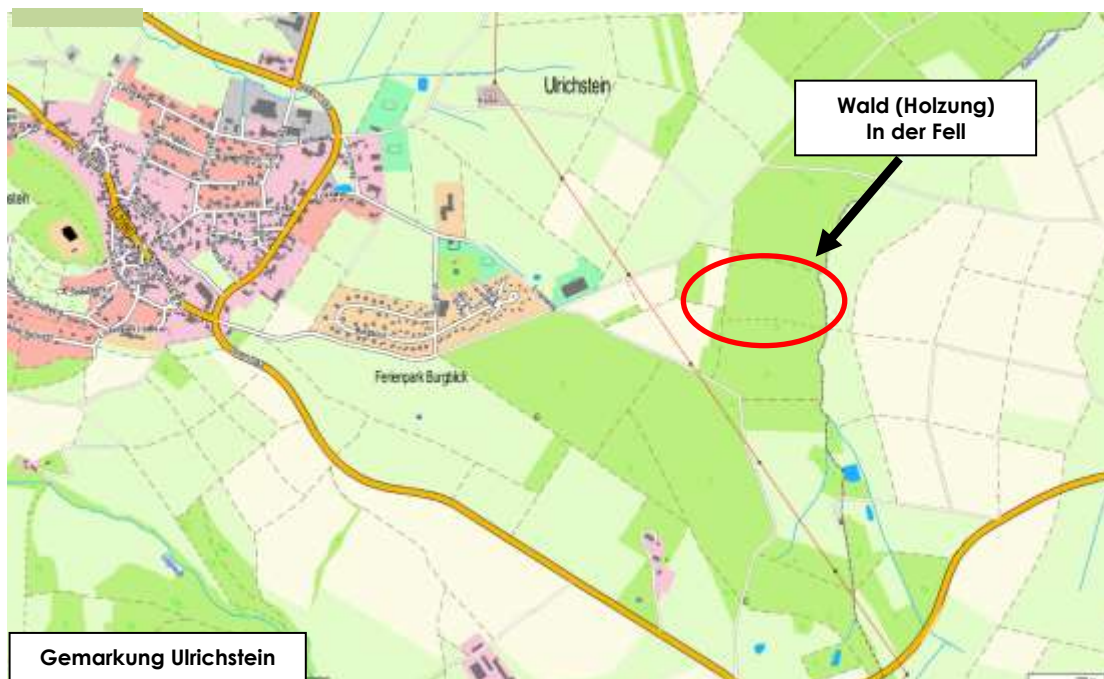 Ulrichstein
Wald (Holzung)
In der Fell
Ferienpark Burgblick
Gemarkung Ulrichstein